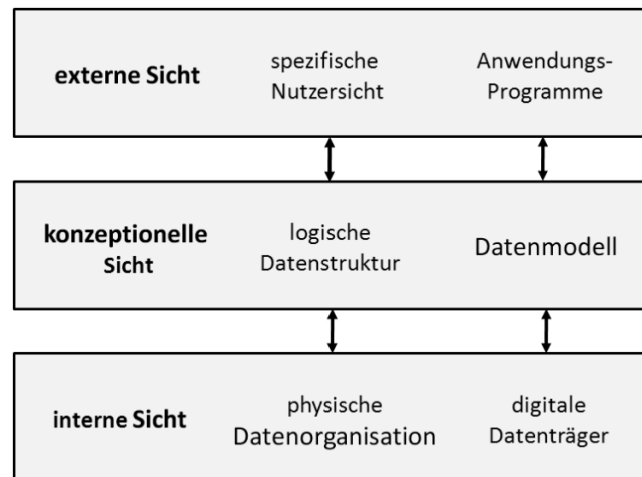 externe Sicht
spezifische
Nutzersicht
Anwendungs-
Programme
konzeptionelle
Sicht
logische
Datenstruktur
Datenmodell
interne Sicht
physische
Datenorganisation
digitale
Datenträger